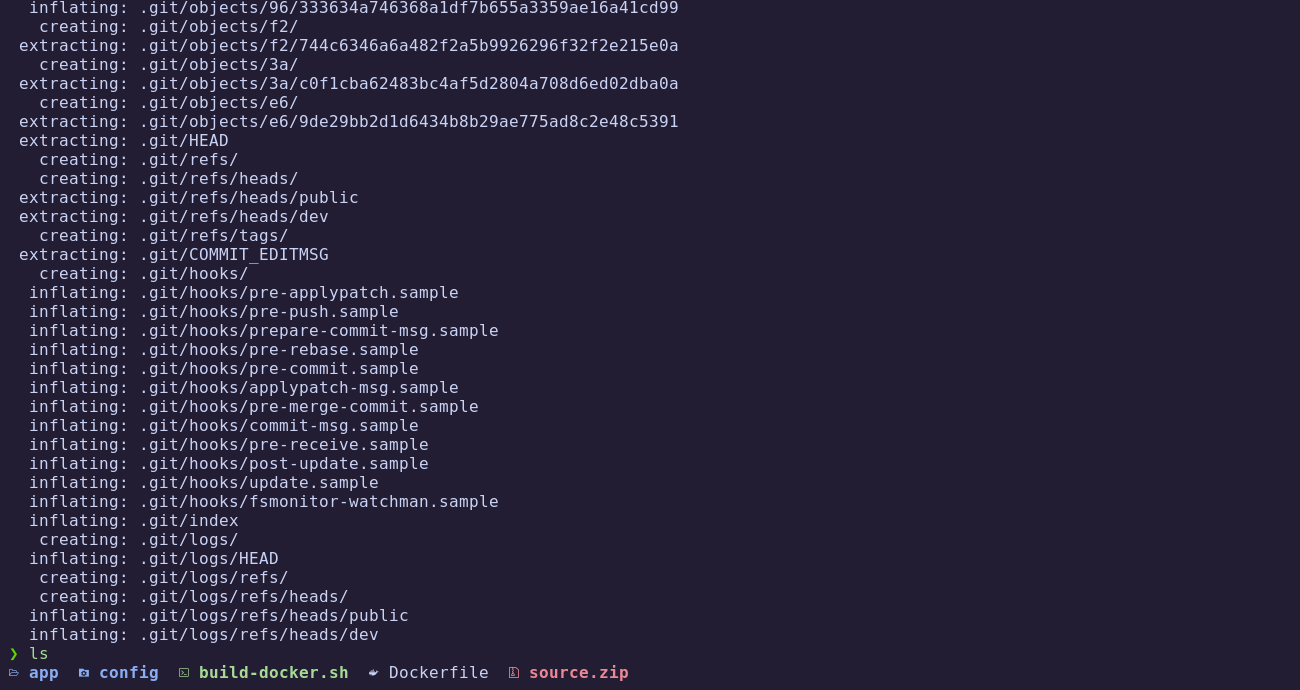 inflating: .git/objects/96/333634a746368a1df7b655a3359ae16a41cd99
creating: .git/objects/f2/
extracting: .git/objects/f2/744c6346a6a482f2a5b9926296f32f2e215e0a
creating: .git/objects/3a/
extracting: .git/objects/3a/c0f1cba62483bc4af5d2804a708d6ed02dba0a
creating: .git/objects/e6/
extracting: .git/objects/e6/9de29bb2d1d6434b8b29ae775ad8c2e48c5391
extracting: .git/HEAD
creating: .git/refs/
creating: .git/refs/heads/
extracting: .git/refs/heads/public
extracting: .git/refs/heads/dev
creating: .git/refs/tags/
extracting: .git/COMMIT_EDITMSG
creating: .git/hooks/
inflating: .git/hooks/pre-applypatch.sample
inflating: .git/hooks/pre-push.sample
inflating: .git/hooks/prepare-commit-msg.sample
inflating: .git/hooks/pre-rebase.sample
inflating: .git/hooks/pre-commit.sample
inflating: .git/hooks/applypatch-msg.sample
inflating: .git/hooks/pre-merge-commit.sample
inflating: .git/hooks/commit-msg.sample
inflating: .git/hooks/pre-receive.sample
inflating: .git/hooks/post-update.sample
inflating: .git/hooks/update.sample
inflating: .git/hooks/fsmonitor-watchman.sample
inflating: .git/index
creating: .git/logs/
inflating: .git/logs/HEAD
creating: .git/logs/refs/
creating: .git/logs/refs/heads/
inflating: .git/logs/refs/heads/public
inflating: .git/logs/refs/heads/dev
❯ ls
app config build-docker.sh Dockerfile source.zip